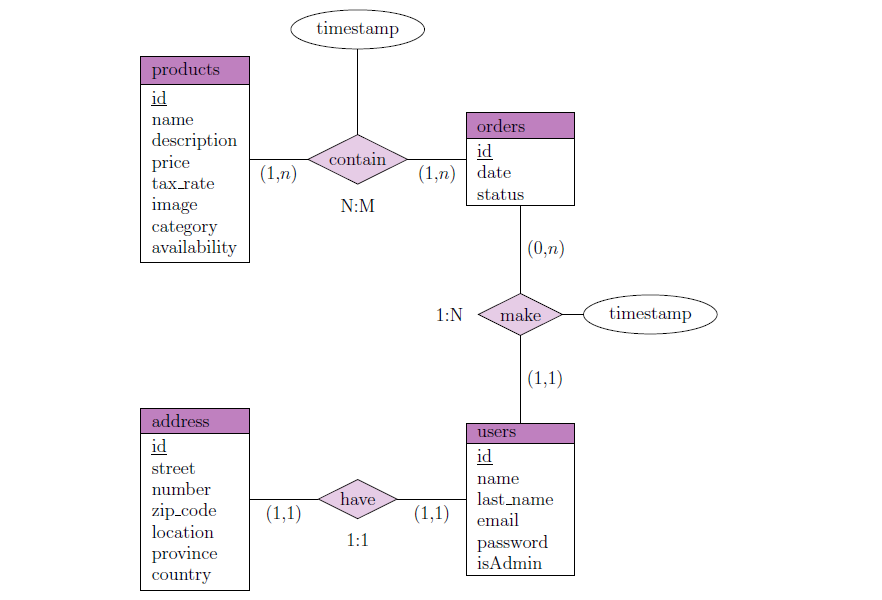 timestamp
products
id
name
description
price
tax_rate
image
category
availability
(1,n)
contain
(1,n)
N:M
orders
id
date
status
(0,n)
1:N
make
timestamp
(1,1)
address
id
street
number
zip_code
location
province
country
(1,1)
have
(1,1)
1:1
users
id
name
last_name
email
password
isAdmin